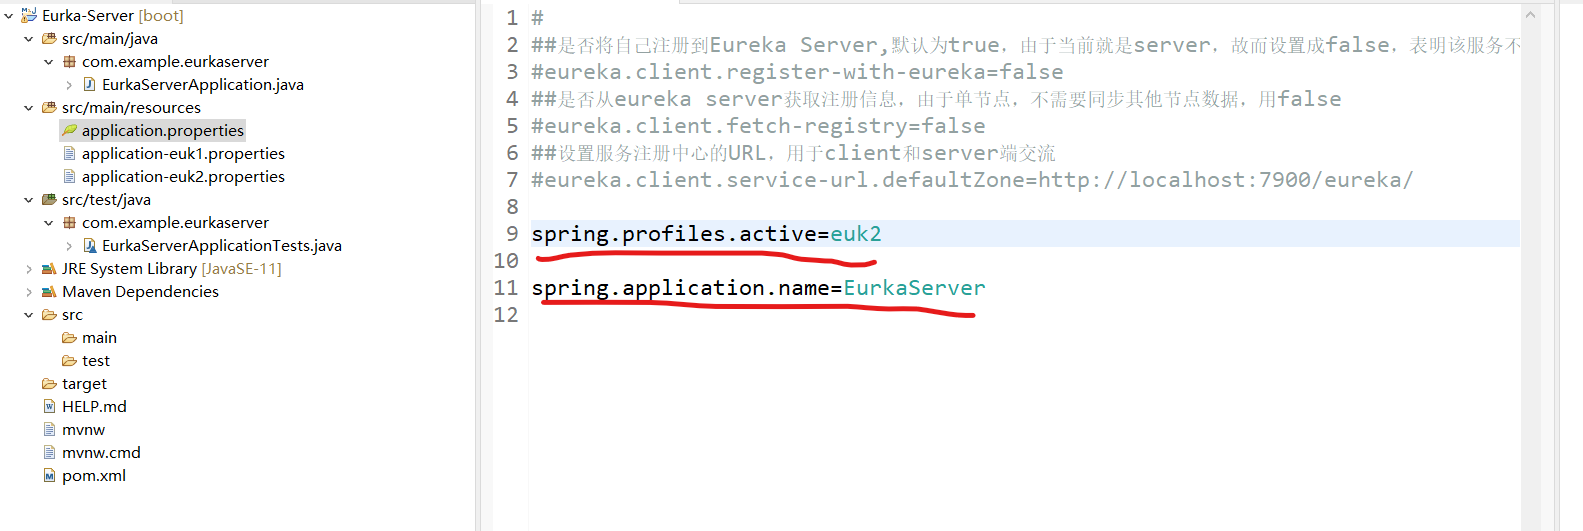 Eurka-Server [boot]
src/main/java
com.example.eurkaserver
EurkaServerApplication.java
src/main/resources
application.properties
application-euk1.properties
application-euk2.properties
src/test/java
com.example.eurkaserver
EurkaServerApplicationTests.java
JRE System Library [JavaSE-11]
Maven Dependencies
src
main
test
target
HELP.md
mvnw
mvnw.cmd
pom.xml
1 #
2 ##是否将自己注册到Eureka Server,默认为true，由于当前就是server，故而设置成false，表明该服务不
3 #eureka.client.register-with-eureka=false
4 ##是否从eureka server获取注册信息，由于单节点，不需要同步其他节点数据，用false
5 #eureka.client.fetch-registry=false
6 ##设置服务注册中心的URL，用于client和server端交流
7 #eureka.client.service-url.defaultZone=http://localhost:7900/eureka/
8
9 spring.profiles.active=euk2
10
11 spring.application.name=EurkaServer
12